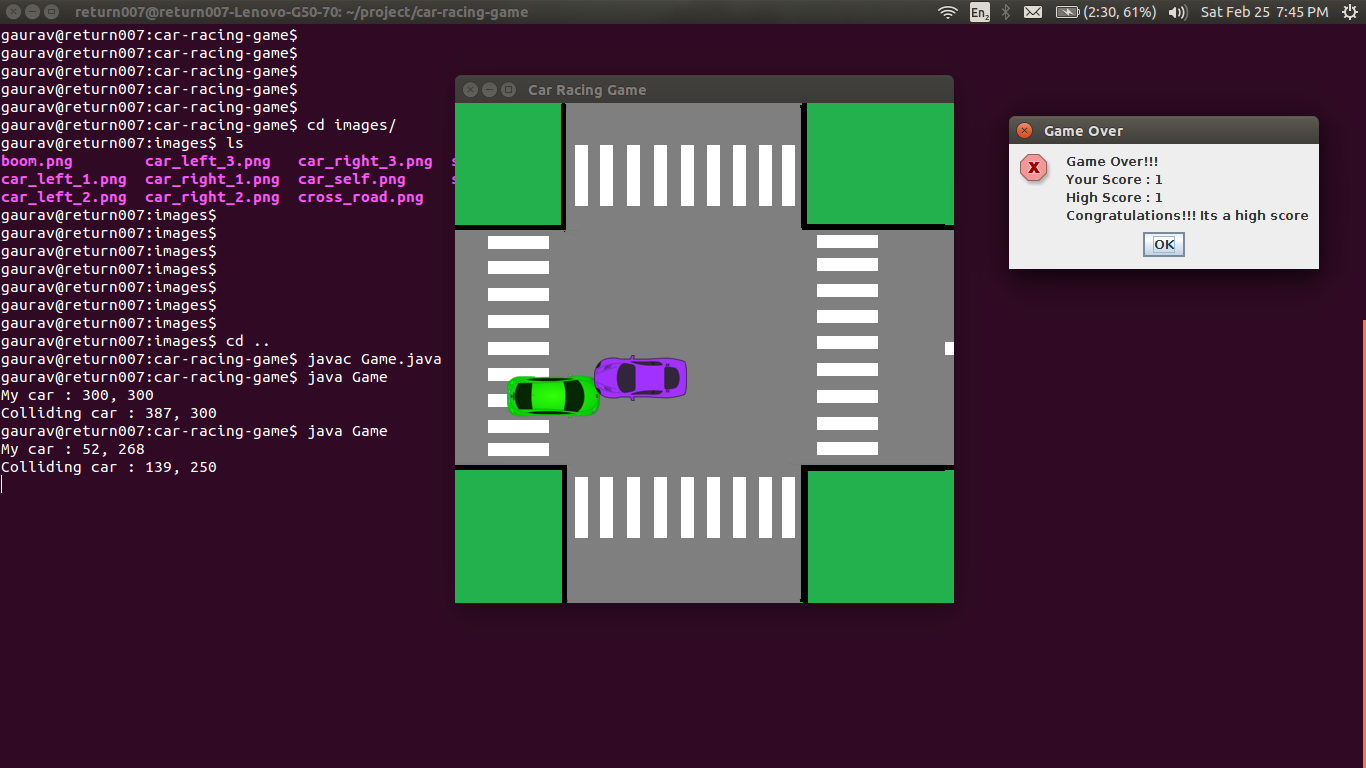 return007@return007-Lenovo-G50-70: ~/project/car-racing-game
En2 (2:30, 61%) Sat Feb 25 7:45 PM
gaurav@return007:car-racing-game$
gaurav@return007:car-racing-game$
gaurav@return007:car-racing-game$
gaurav@return007:car-racing-game$
gaurav@return007:car-racing-game$
gaurav@return007:car-racing-game$ cd images/
gaurav@return007:images$ ls
boom.png car_left_3.png car_right_3.png
car_left_1.png car_right_1.png car_self.png
car_left_2.png car_right_2.png cross_road.png
gaurav@return007:images$
gaurav@return007:images$
gaurav@return007:images$
gaurav@return007:images$
gaurav@return007:images$
gaurav@return007:images$
gaurav@return007:images$
gaurav@return007:images$ cd ..
gaurav@return007:car-racing-game$ javac Game.java
gaurav@return007:car-racing-game$ java Game
My car : 300, 300
Colliding car : 387, 300
gaurav@return007:car-racing-game$ java Game
My car : 52, 268
Colliding car : 139, 250
Car Racing Game
Game Over
Game Over!!!
Your Score : 1
High Score : 1
Congratulations!!! Its a high score
OK